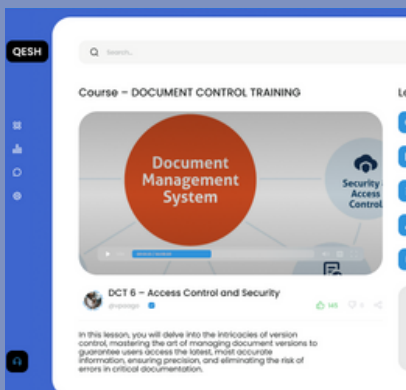 QESH
Search...
Course – DOCUMENT CONTROL TRAINING
Le
Document
Management
System
Security &
Access
Control
DCT 6 – Access Control and Security
145
In this lesson, you will delve into the intricacies of version
control, mastering the art of managing document versions to
guarantee users access the latest, most accurate
information, ensuring precision, and eliminating the risk of
errors in critical documentation.